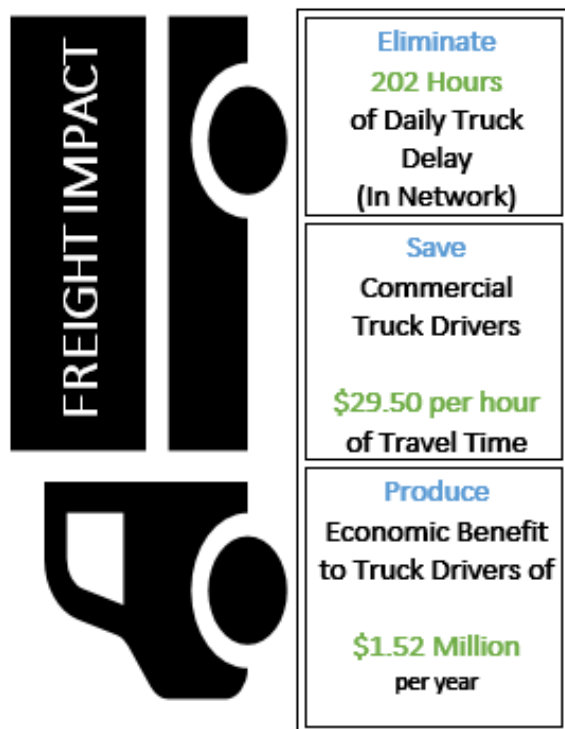 FREIGHT IMPACT
Eliminate
202 Hours
of Daily Truck
Delay
(In Network)
Save
Commercial
Truck Drivers
$29.50 per hour
of Travel Time
Produce
Economic Benefit
to Truck Drivers of
$1.52 Million
per year